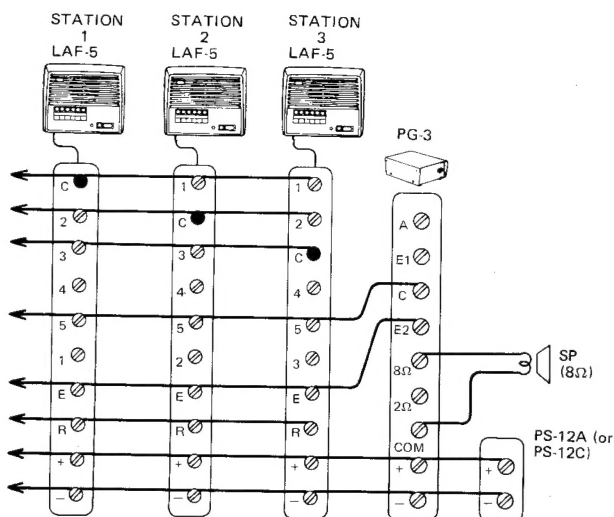 STATION
1
LAF-5
STATION
2
LAF-5
STATION
3
LAF-5
PG-3
C
2
3
4
5
1
E
R
+
−
1
C
3
4
5
2
E
R
+
−
1
2
C
4
5
3
E
R
+
−
A
E1
C
E2
8Ω
2Ω
COM
+
−
SP
(8Ω)
PS-12A (or
PS-12C)
+
−